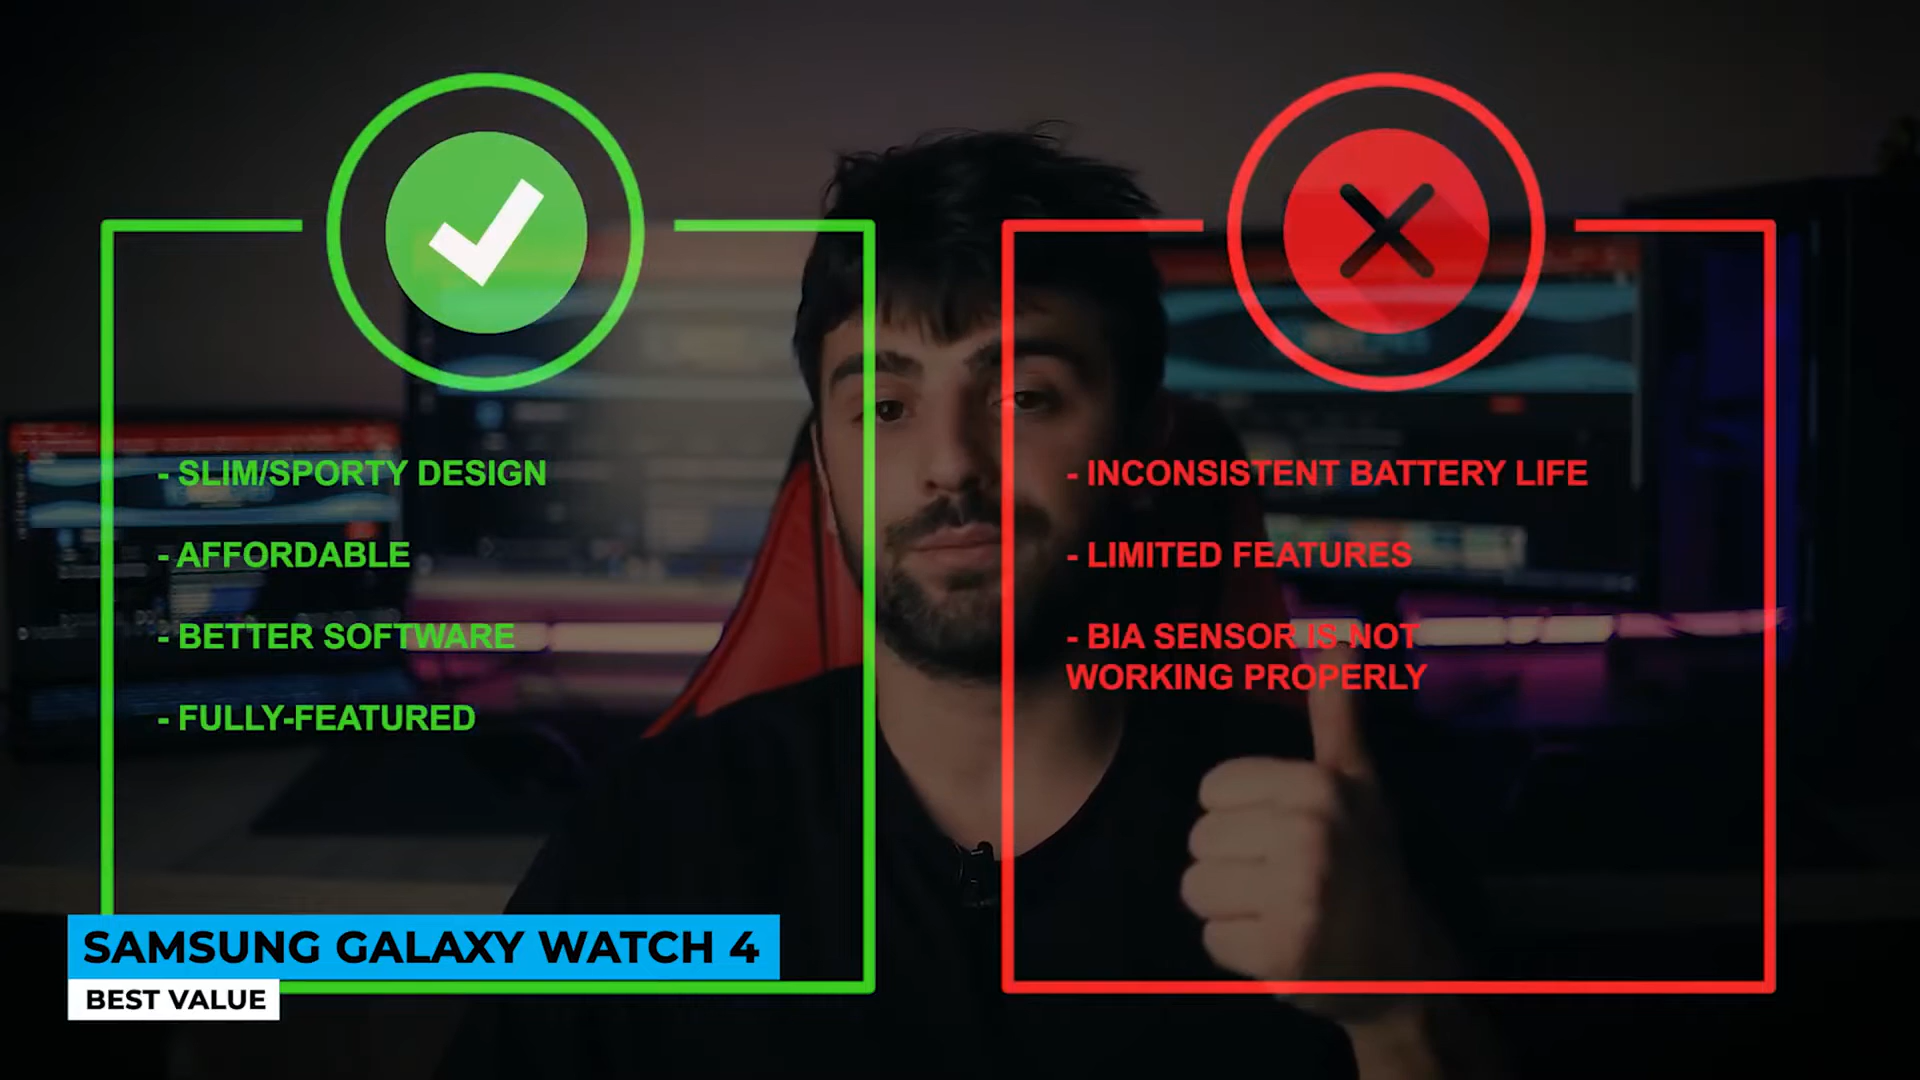 - SLIM/SPORTY DESIGN
- AFFORDABLE
- BETTER SOFTWARE
- FULLY-FEATURED
- INCONSISTENT BATTERY LIFE
- LIMITED FEATURES
- BIA SENSOR IS NOT
WORKING PROPERLY
SAMSUNG GALAXY WATCH 4
BEST VALUE